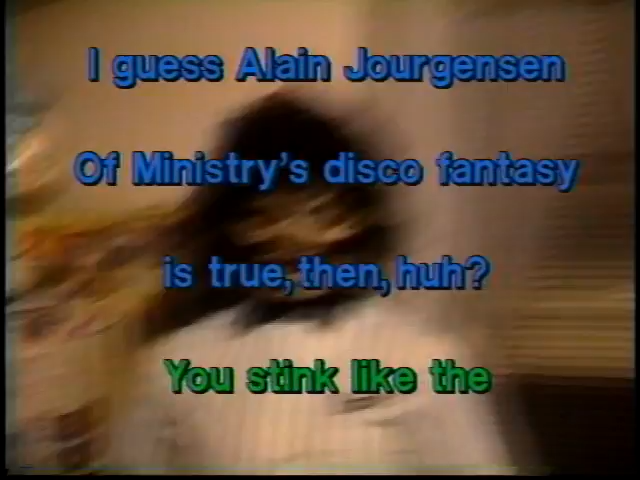 I guess Alain Jourgensen
Of Ministry's disco fantasy
is true, then, huh?
You stink like the